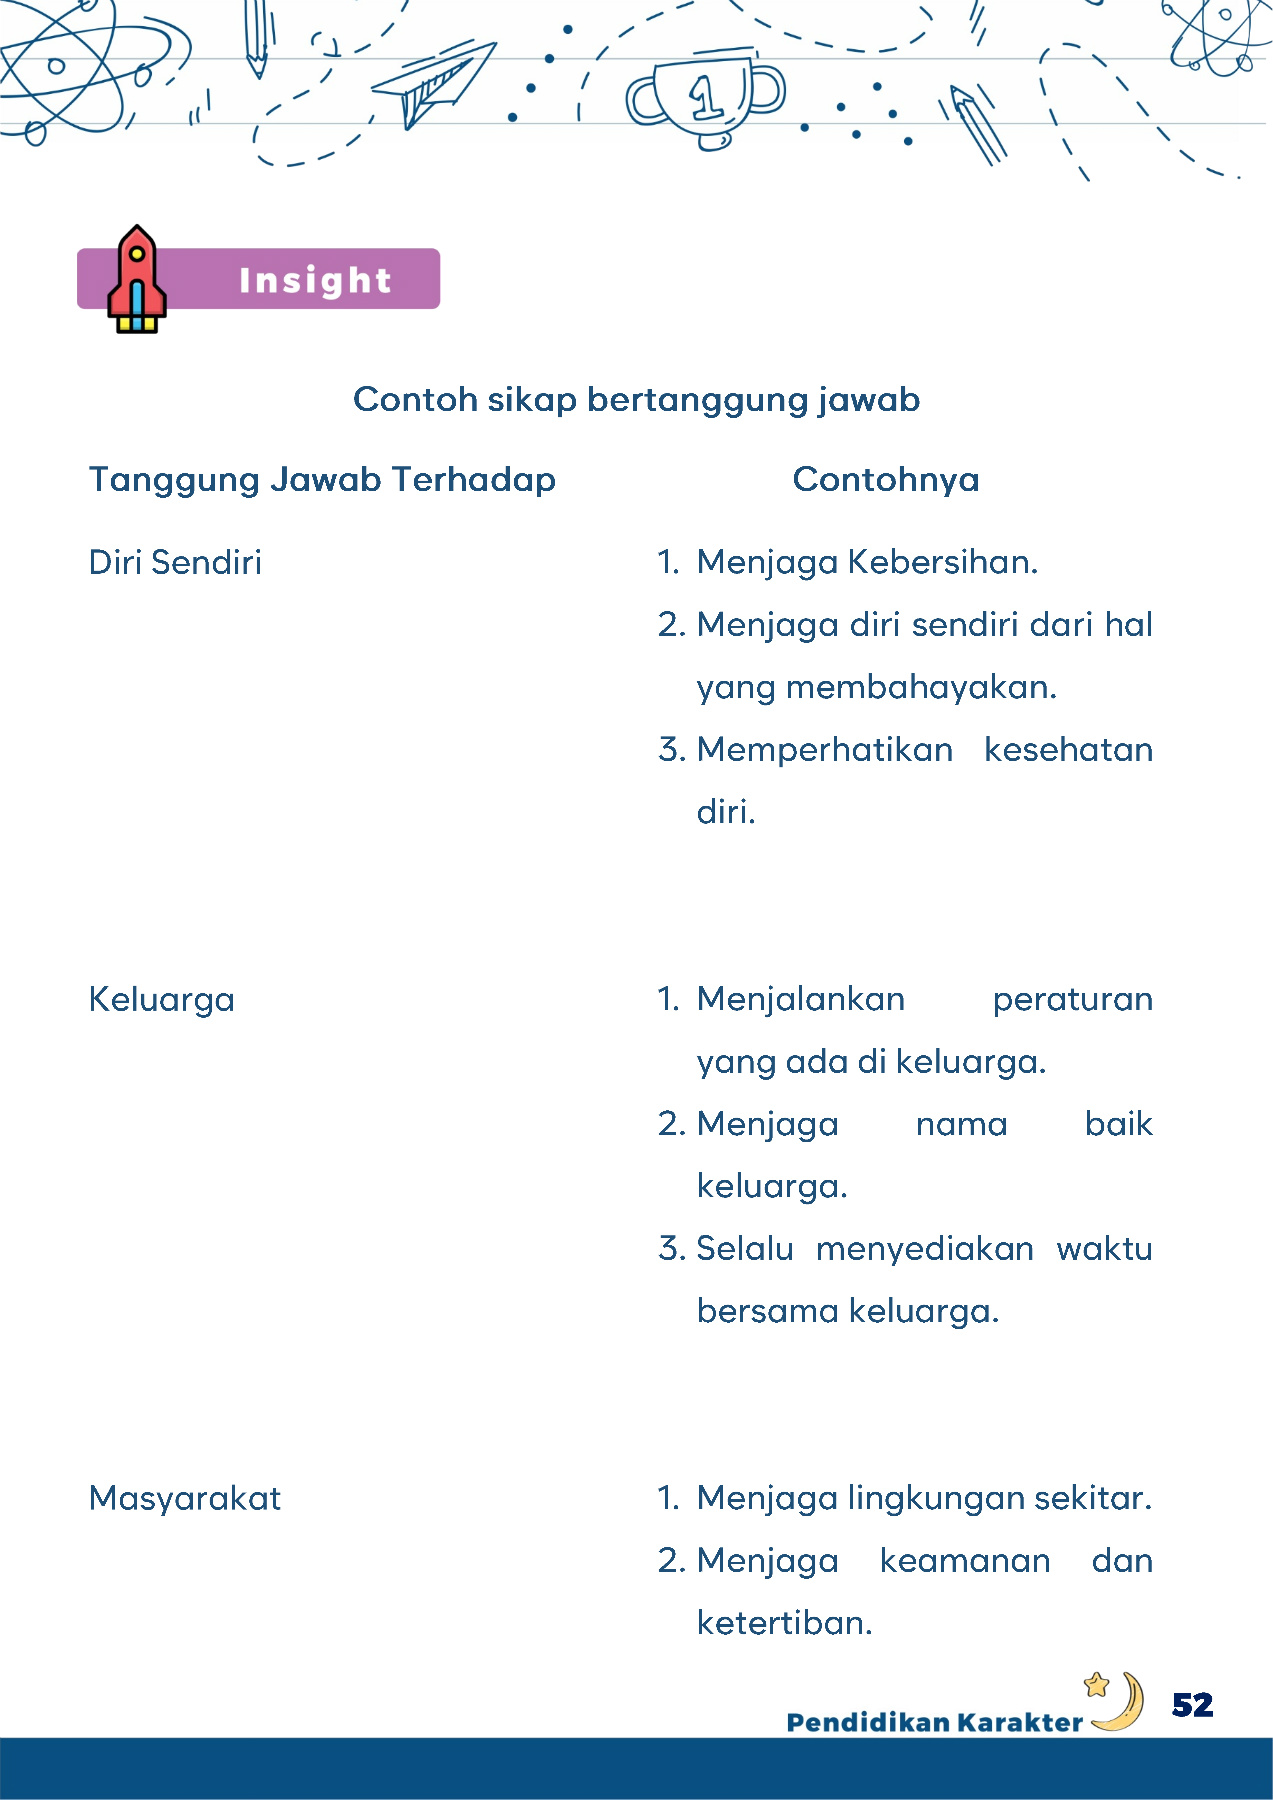 1
Insight
Contoh sikap bertanggung jawab
Tanggung Jawab Terhadap Contohnya
Diri Sendiri 1. Menjaga Kebersihan.
2. Menjaga diri sendiri dari hal
yang membahayakan.
3. Memperhatikan kesehatan
diri.
Keluarga 1. Menjalankan peraturan
yang ada di keluarga.
2. Menjaga nama baik
keluarga.
3. Selalu menyediakan waktu
bersama keluarga.
Masyarakat 1. Menjaga lingkungan sekitar.
2. Menjaga keamanan dan
ketertiban.
Pendidikan Karakter 52